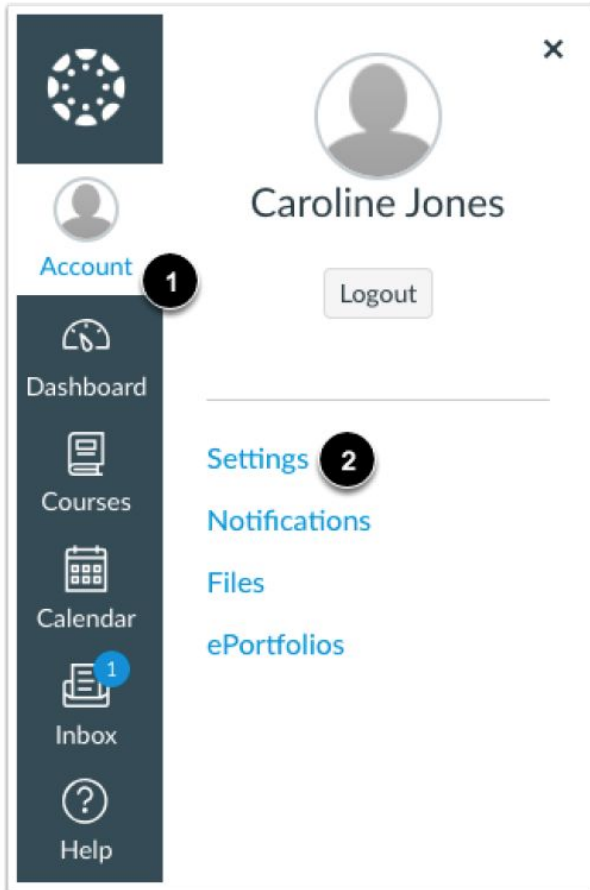 Account
1
Dashboard
Courses
Calendar
1
Inbox
Help
×
Caroline Jones
Logout
Settings 2
Notifications
Files
ePortfolios